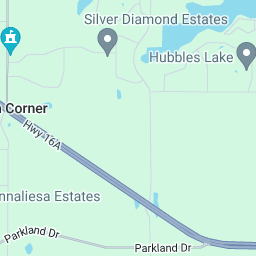 Silver Diamond Estates
Hubbles Lake
Corner
Hwy 16A
nnaliesa Estates
Parkland Dr
Parkland Dr